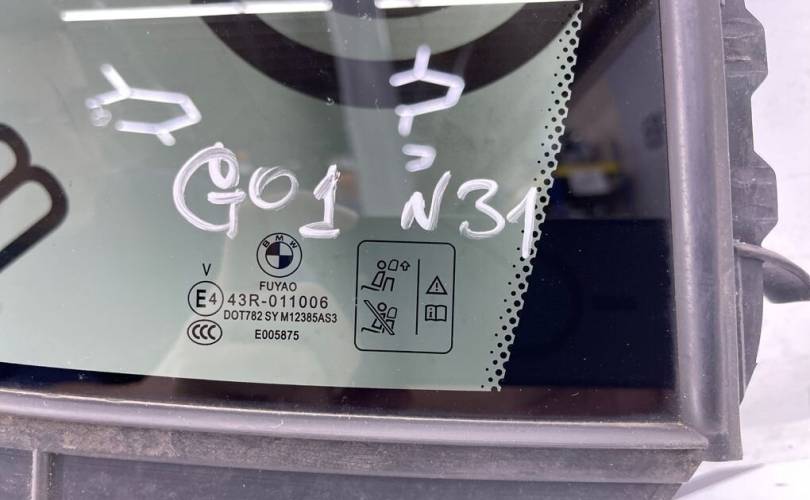 G01 N31
BMW
FUYAO
V
E4 43R-011006
DOT782 SY M12385AS3
CCC E005875